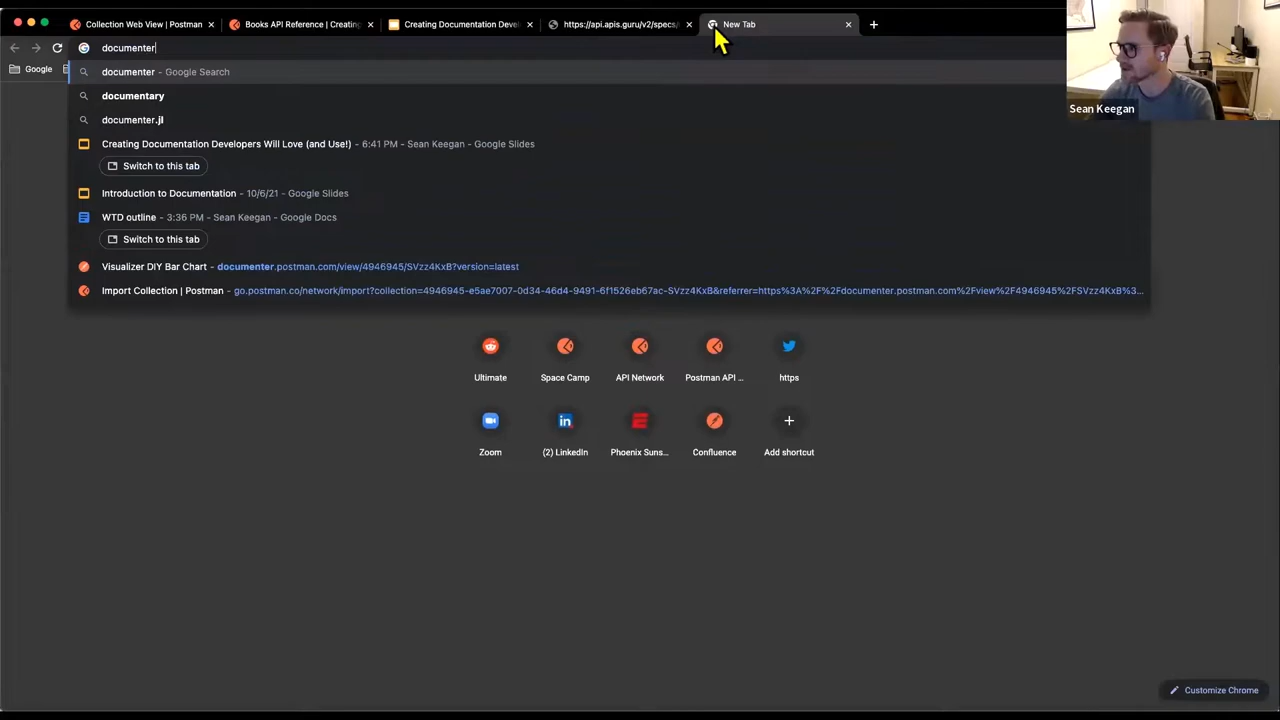 Collection Web View | Postman
Books API Reference | Creating
Creating Documentation Devel
https://api.apis.guru/v2/specs/
New Tab
documenter
Google
documenter - Google Search
documentary
documenter.jl
Creating Documentation Developers Will Love (and Use!) - 6:41 PM - Sean Keegan - Google Slides
Switch to this tab
Introduction to Documentation - 10/6/21 - Google Slides
WTD outline - 3:36 PM - Sean Keegan - Google Docs
Switch to this tab
Visualizer DIY Bar Chart - documenter.postman.com/view/4946945/SVzz4KxB?version=latest
Import Collection | Postman - go.postman.co/network/import?collection=4946945-e5ae7007-0d34-46d4-9491-6f1526eb67ac-SVzz4KxB&referrer=https%3A%2F%2Fdocumenter.postman.com%2Fview%2F4946945%2FSVzz4KxB%3...
Sean Keegan
Ultimate
Space Camp
API Network
Postman API ...
https
Zoom
(2) LinkedIn
Phoenix Suns...
Confluence
Add shortcut
Customize Chrome